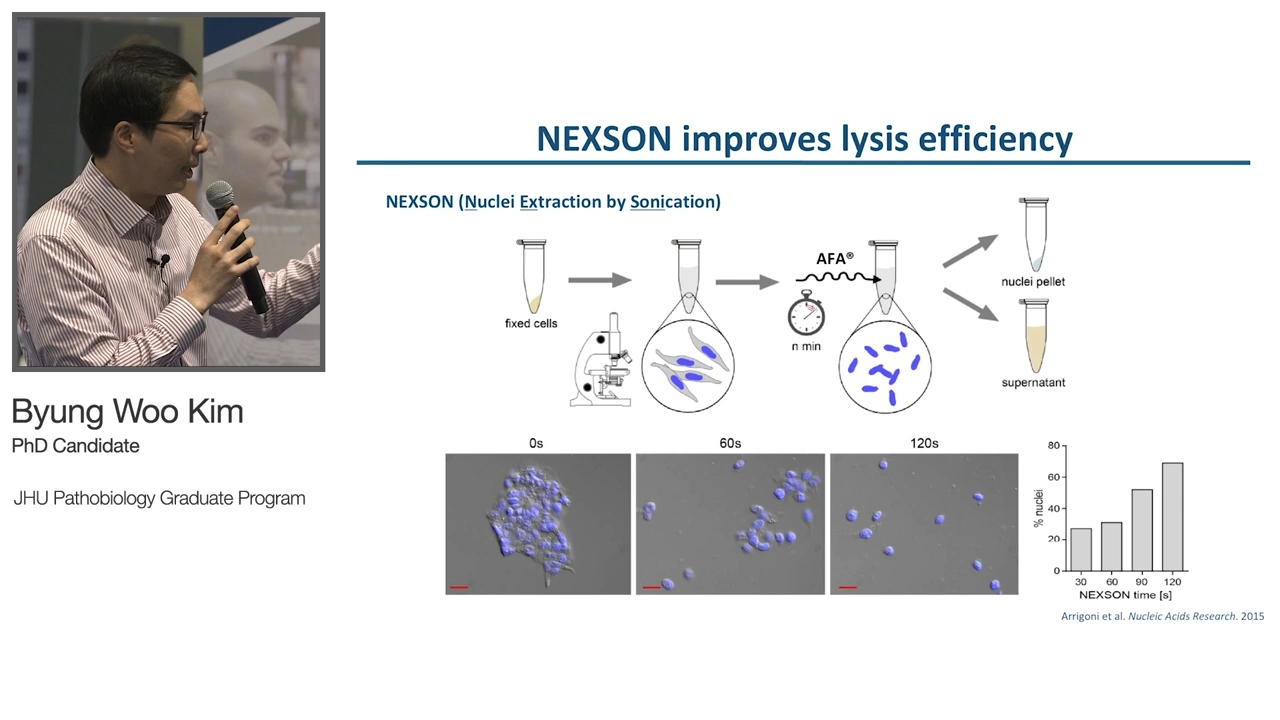 Byung Woo Kim
PhD Candidate
JHU Pathobiology Graduate Program
NEXSON improves lysis efficiency
NEXSON (Nuclei Extraction by Sonication)
fixed cells
AFA®
n min
nuclei pellet
supernatant
0s
60s
120s
80
60
40
20
0
% nuclei
30 60 90 120
NEXSON time [s]
Arrigoni et al. Nucleic Acids Research. 2015